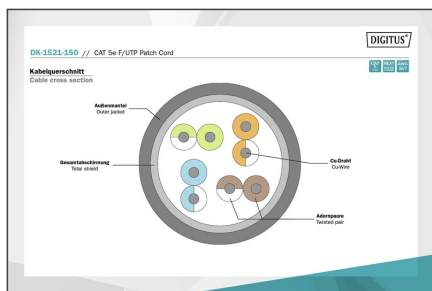 DIGITUS®
DK-1521-150 // CAT 5e F/UTP Patch Cord
Kabelquerschnitt
Cable cross section
Außenmantel
Outer jacket
Gesamtabschirmung
Total shield
Cu-Draht
Cu-Wire
Adernpaare
Twisted pair